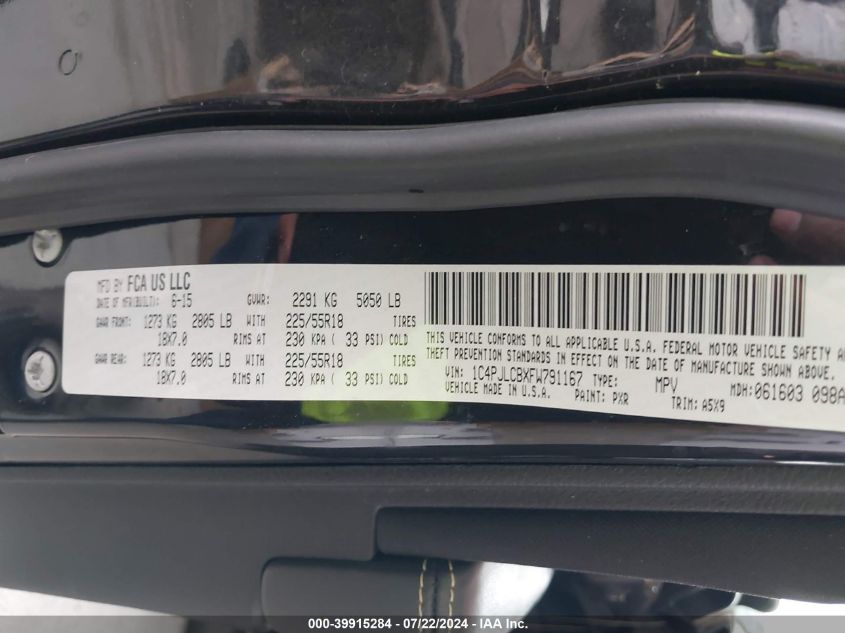 MFD BY FCA US LLC
DATE OF MFR(BUILT): 6-15 GVWR: 2291 KG 5050 LB
GAWR FRONT: 1273 KG 2805 LB WITH 225/55R18 TIRES
18X7.0 RIMS AT 230 KPA ( 33 PSI) COLD
GAWR REAR: 1273 KG 2805 LB WITH 225/55R18 TIRES
18X7.0 RIMS AT 230 KPA ( 33 PSI) COLD
THIS VEHICLE CONFORMS TO ALL APPLICABLE U.S.A. FEDERAL MOTOR VEHICLE SAFETY
THEFT PREVENTION STANDARDS IN EFFECT ON THE DATE OF MANUFACTURE SHOWN ABOVE.
VIN: 1C4PJLCBXFW791167 TYPE: MPV MDH:061603 098A
VEHICLE MADE IN U.S.A. PAINT: PXR TRIM: A5X9
000-39915284 - 07/22/2024 - IAA Inc.